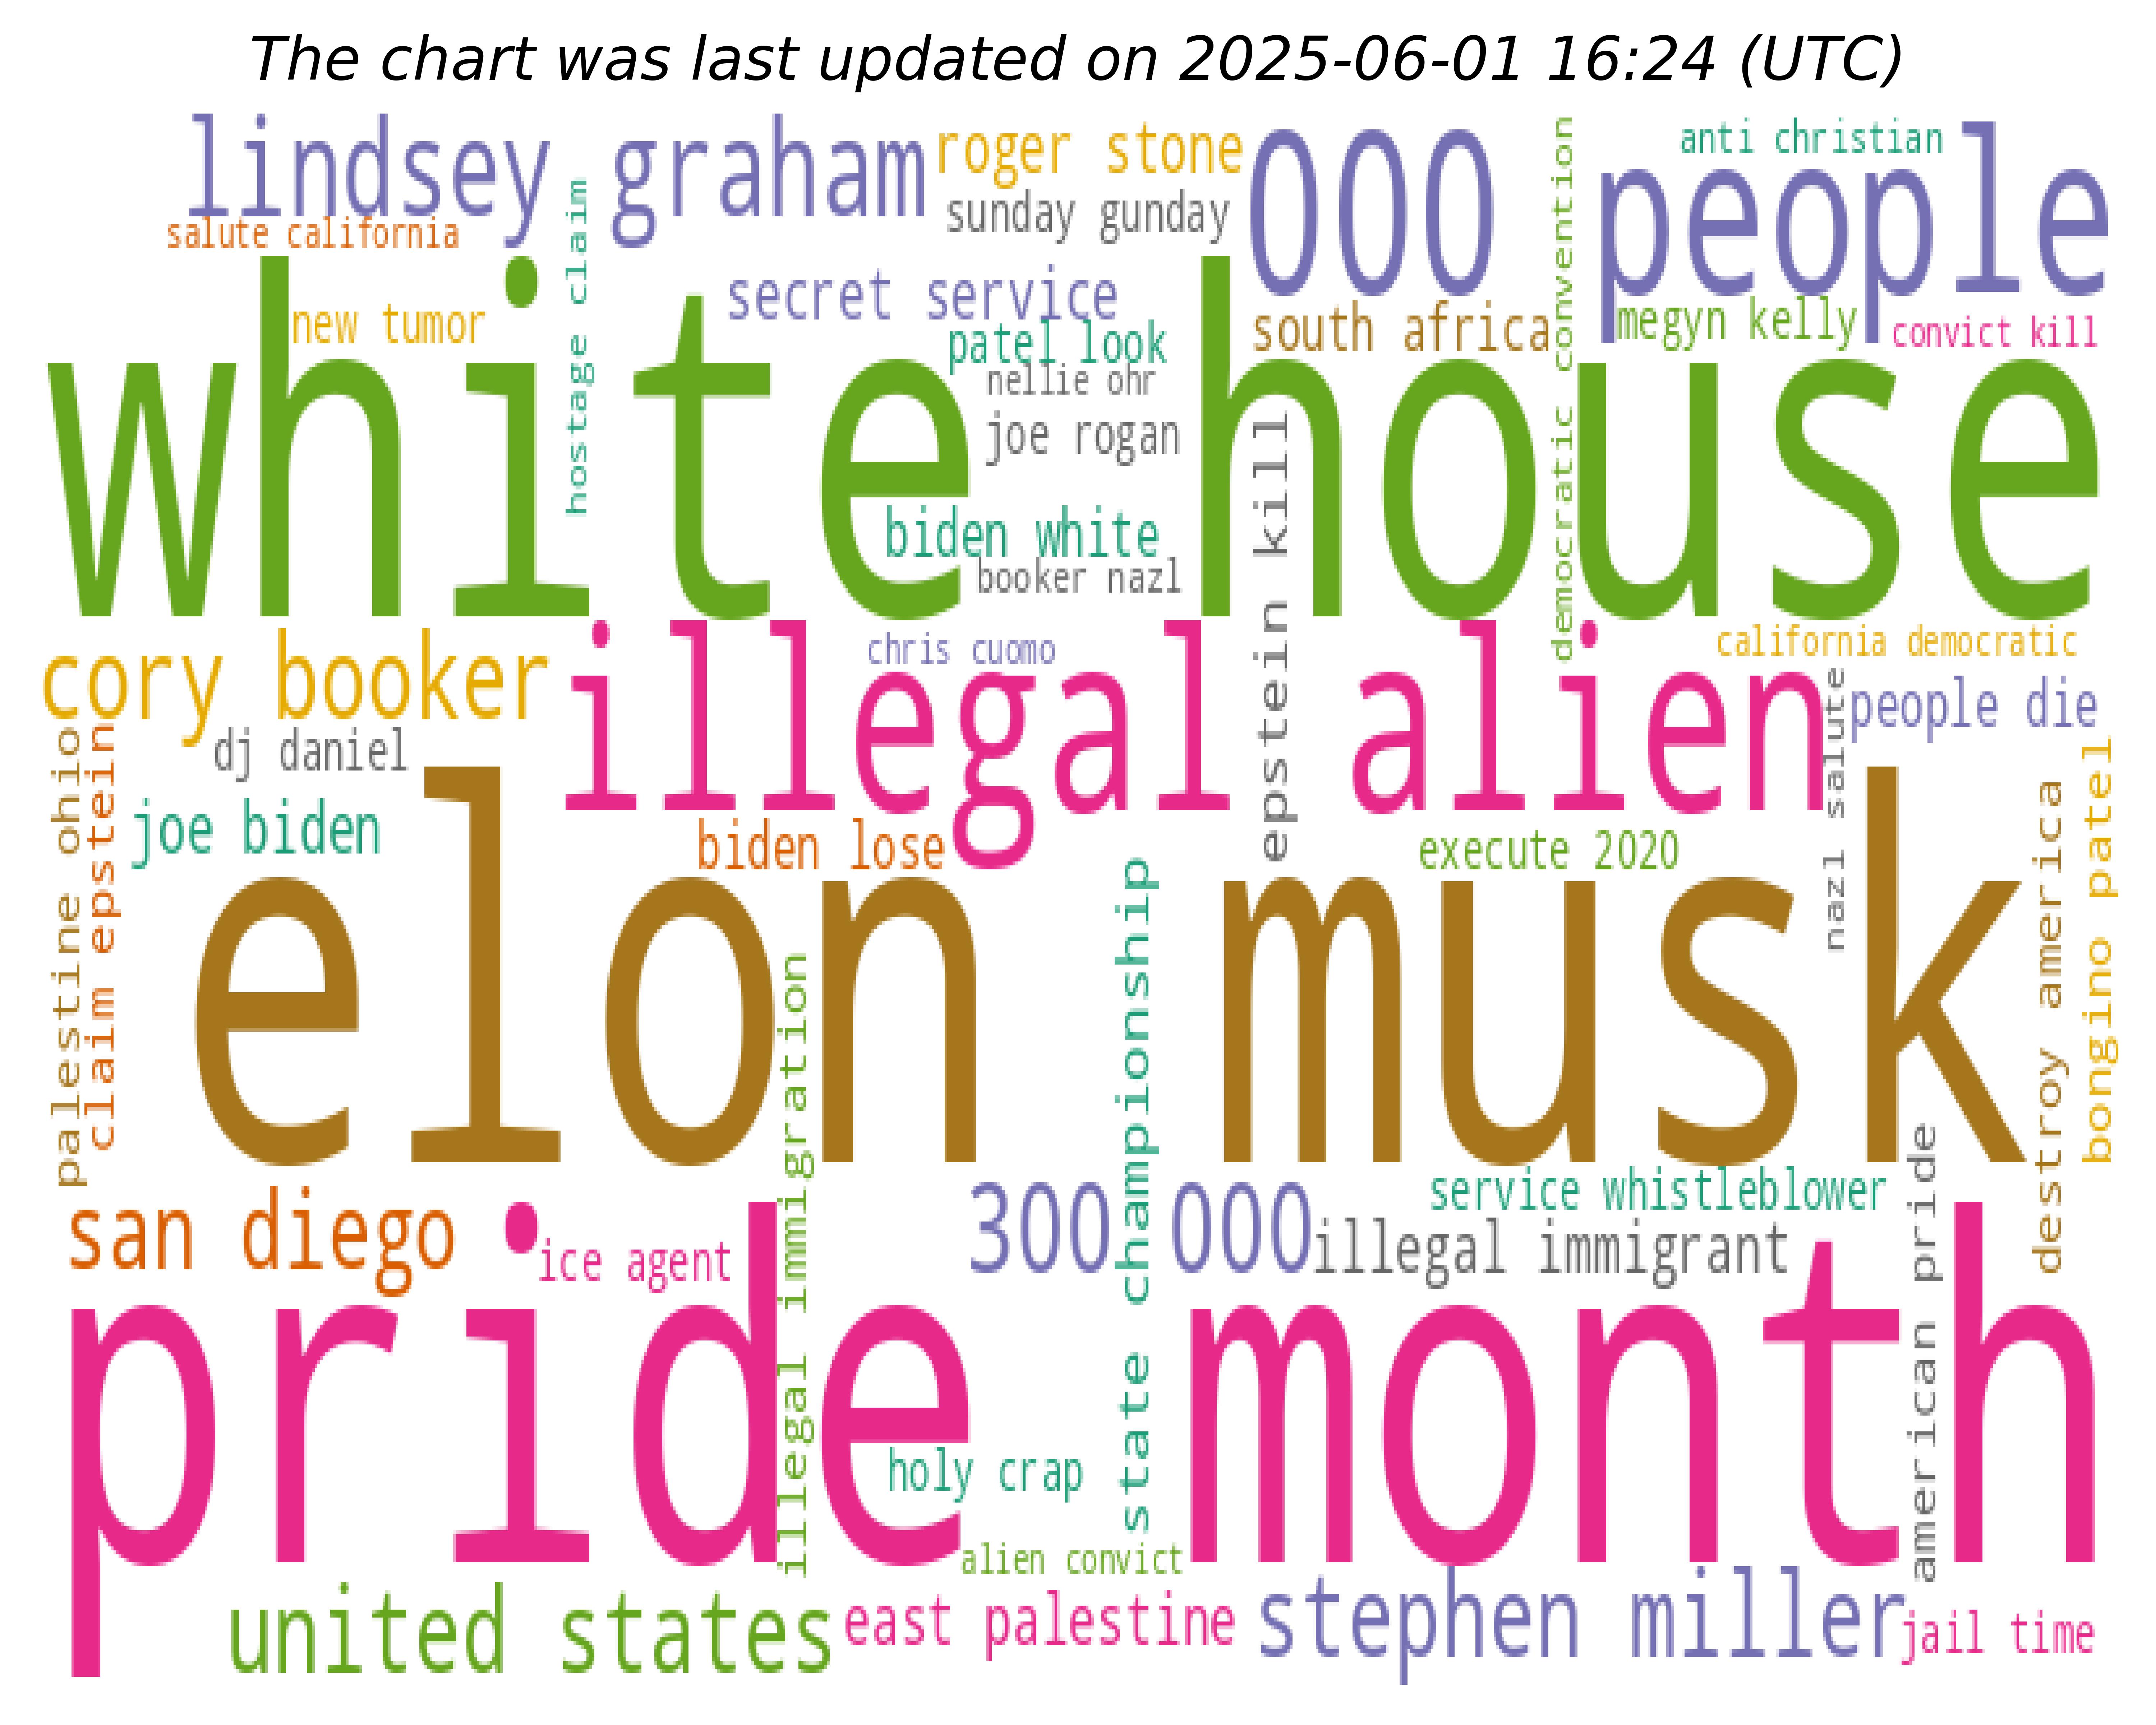 The chart was last updated on 2025-06-01 16:24 (UTC)
lindsey graham
roger stone
000 people
anti christian
sunday gunday
salute california
hostage claim
democratic convention
secret service
new tumor
south africa
megyn kelly
convict kill
patel look
nellie ohr
white house
joe rogan
epstein kill
biden white
booker nazl
cory booker
illegal alien
chris cuomo
california democratic
people die
nazl salute
dj daniel
palestine ohio
claim epstein
joe biden
biden lose
execute 2020
destroy america
bongino patel
elon musk
state championship
illegal immigration
san diego
ice agent
300 000
service whistleblower
illegal immigrant
american pride
pride month
holy crap
alien convict
united states
east palestine
stephen miller
jail time